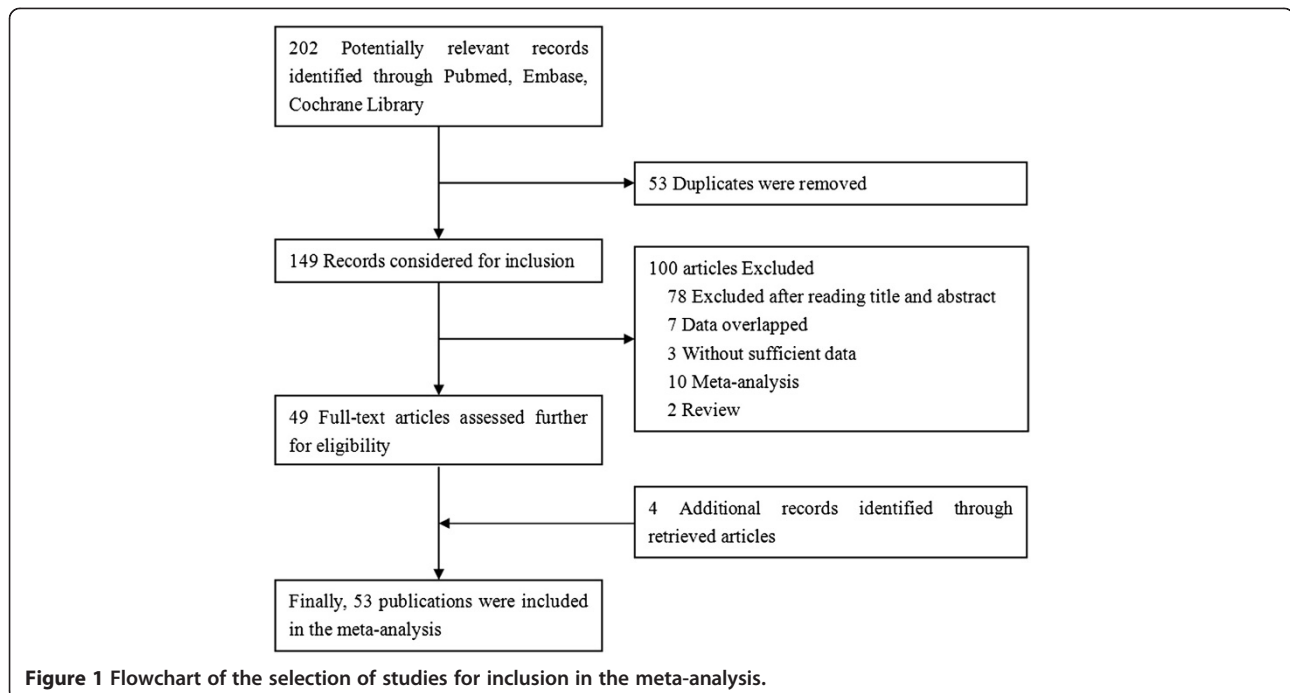 202 Potentially relevant records
identified through Pubmed, Embase,
Cochrane Library
53 Duplicates were removed
149 Records considered for inclusion
100 articles Excluded
78 Excluded after reading title and abstract
7 Data overlapped
3 Without sufficient data
10 Meta-analysis
2 Review
49 Full-text articles assessed further
for eligibility
4 Additional records identified through
retrieved articles
Finally, 53 publications were included
in the meta-analysis
Figure 1 Flowchart of the selection of studies for inclusion in the meta-analysis.